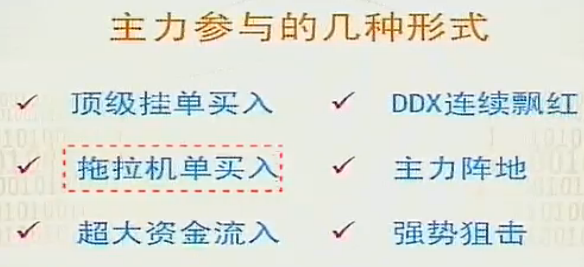 主力参与的几种形式
✓ 顶级挂单买入
✓ DDX连续飘红
✓ 拖拉机单买入
✓ 主力阵地
✓ 超大资金流入
✓ 强势狙击